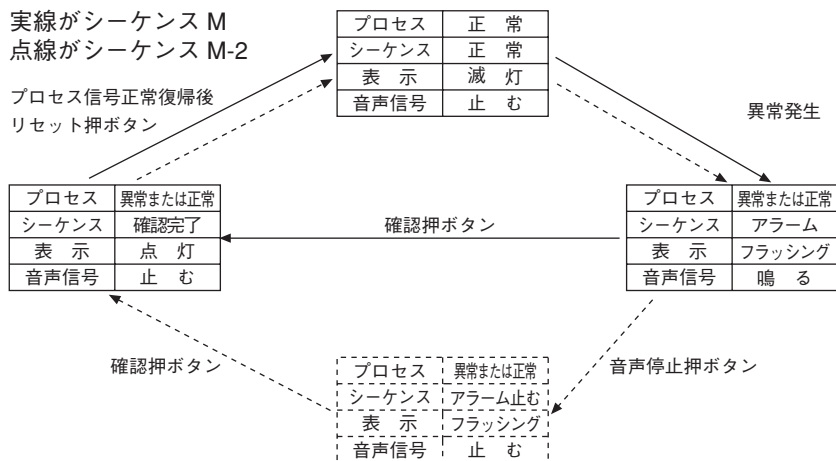 実線がシーケンス M
点線がシーケンス M-2
プロセス 正 常
シーケンス 正 常
表 示 滅 灯
音声信号 止 む
プロセス信号正常復帰後
リセット押ボタン
異常発生
プロセス 異常または正常
シーケンス 確認完了
表 示 点 灯
音声信号 止 む
確認押ボタン
プロセス 異常または正常
シーケンス アラーム
表 示 フラッシング
音声信号 鳴 る
確認押ボタン
音声停止押ボタン
プロセス 異常または正常
シーケンス アラーム止む
表 示 フラッシング
音声信号 止 む